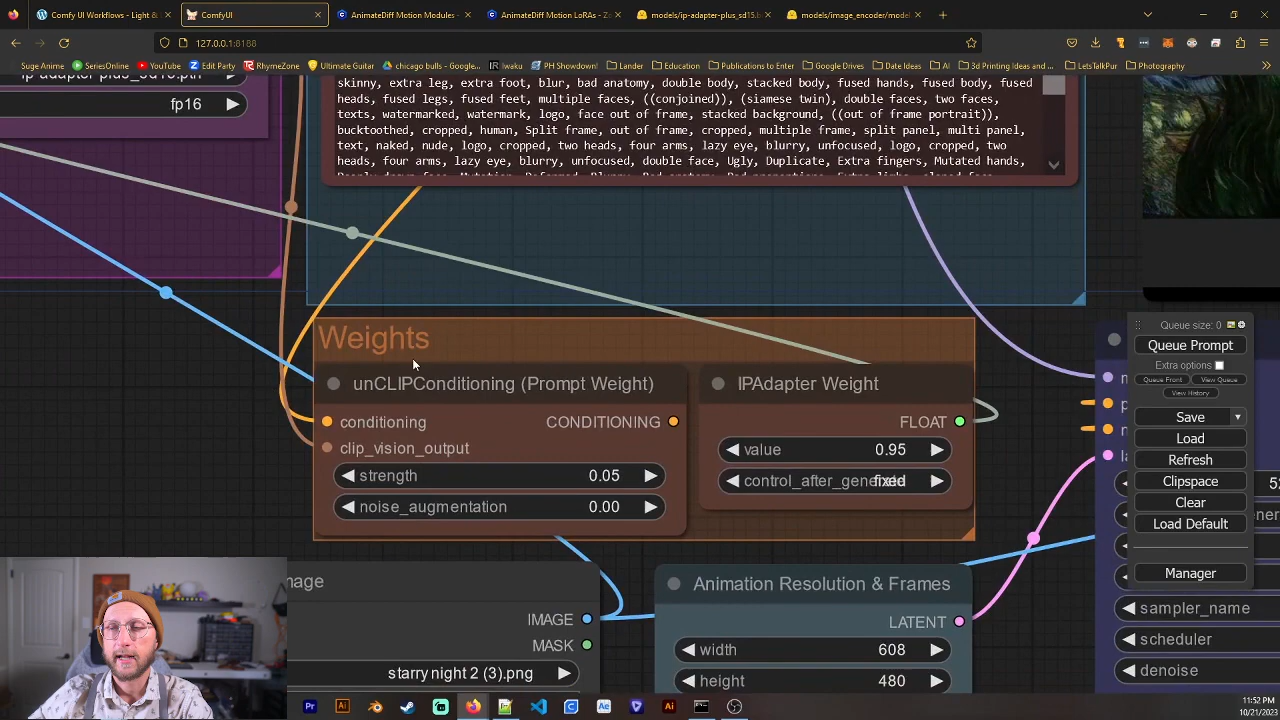 Comfy UI Workflows - Light &
ComfyUI
AnimateDiff Motion Modules -
AnimateDiff Motion LoRAs -
models/ip-adapter-plus_sd15.b
models/image_encoder/model
127.0.0.1:8188
Suge Anime
SeriesOnline
YouTube
Edit Party
RhymeZone
Ultimate Guitar
chicago bulls - Google...
Iwaku
PH Showdown!
Lander
Education
Publications to Enter
Google Drives
Date Ideas
AI
3d Printing Ideas and ...
LetsTalkPur
Photography
fp16
skinny, extra leg, extra foot, blur, bad anatomy, double body, stacked body, fused hands, fused body, fused
heads, fused legs, fused feet, multiple faces, ((conjoined)), (siamese twin), double faces, two faces,
texts, watermarked, watermark, logo, face out of frame, stacked background, ((out of frame portrait)),
bucktoothed, cropped, human, Split frame, out of frame, cropped, multiple frame, split panel, multi panel,
text, naked, nude, logo, cropped, two heads, four arms, lazy eye, blurry, unfocused, logo, cropped, two
heads, four arms, lazy eye, blurry, unfocused, double face, Ugly, Duplicate, Extra fingers, Mutated hands,
Weights
unCLIPConditioning (Prompt Weight)
conditioning
CONDITIONING
clip_vision_output
strength
0.05
noise_augmentation
0.00
IPAdapter Weight
FLOAT
value
0.95
control_after_gene
fixed
Queue size: 0
Queue Prompt
Extra options
Queue Front
View Queue
View History
Save
Load
Refresh
Clipspace
Clear
Load Default
Manager
IMAGE
MASK
starry night 2 (3).png
Animation Resolution & Frames
LATENT
width
608
height
480
sampler_name
scheduler
denoise
11:52 PM
10/21/2023